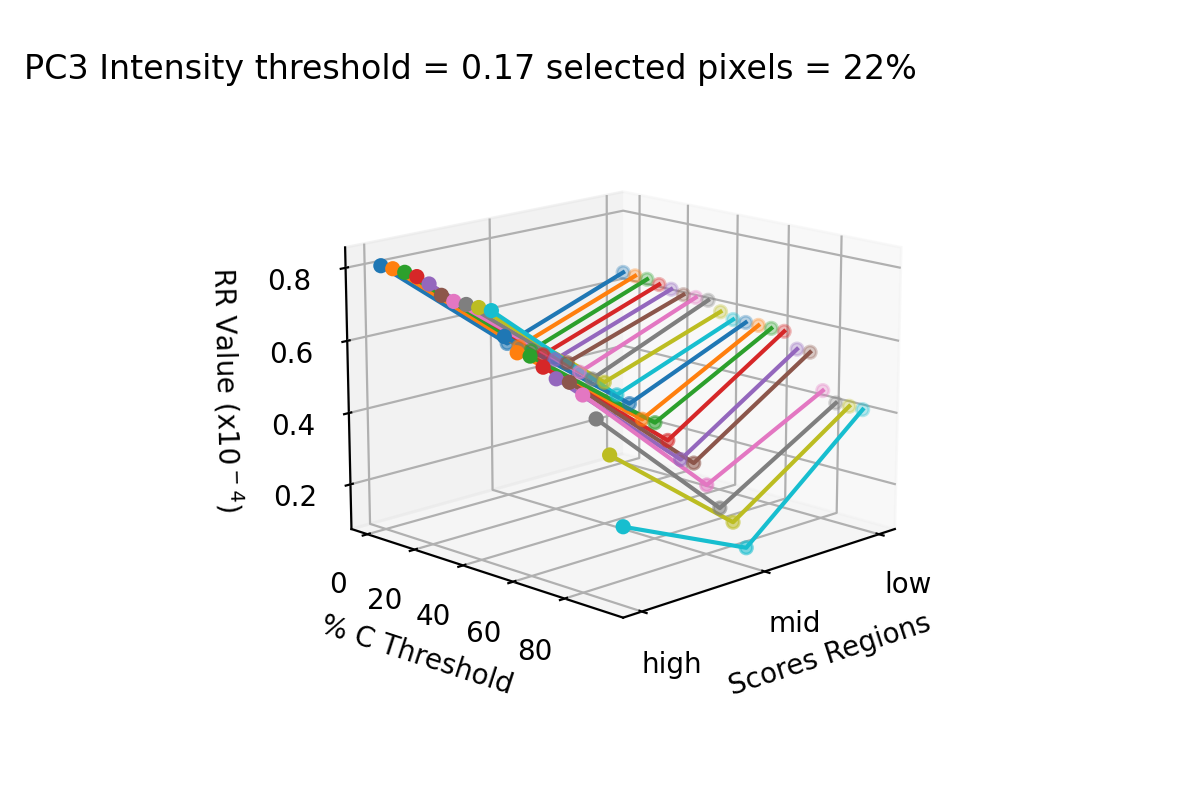 PC3 Intensity threshold = 0.17 selected pixels = 22%
RR Value (x10⁻⁴)
0.8
0.6
0.4
0.2
0
20
40
60
80
% C Threshold
high
mid
low
Scores Regions